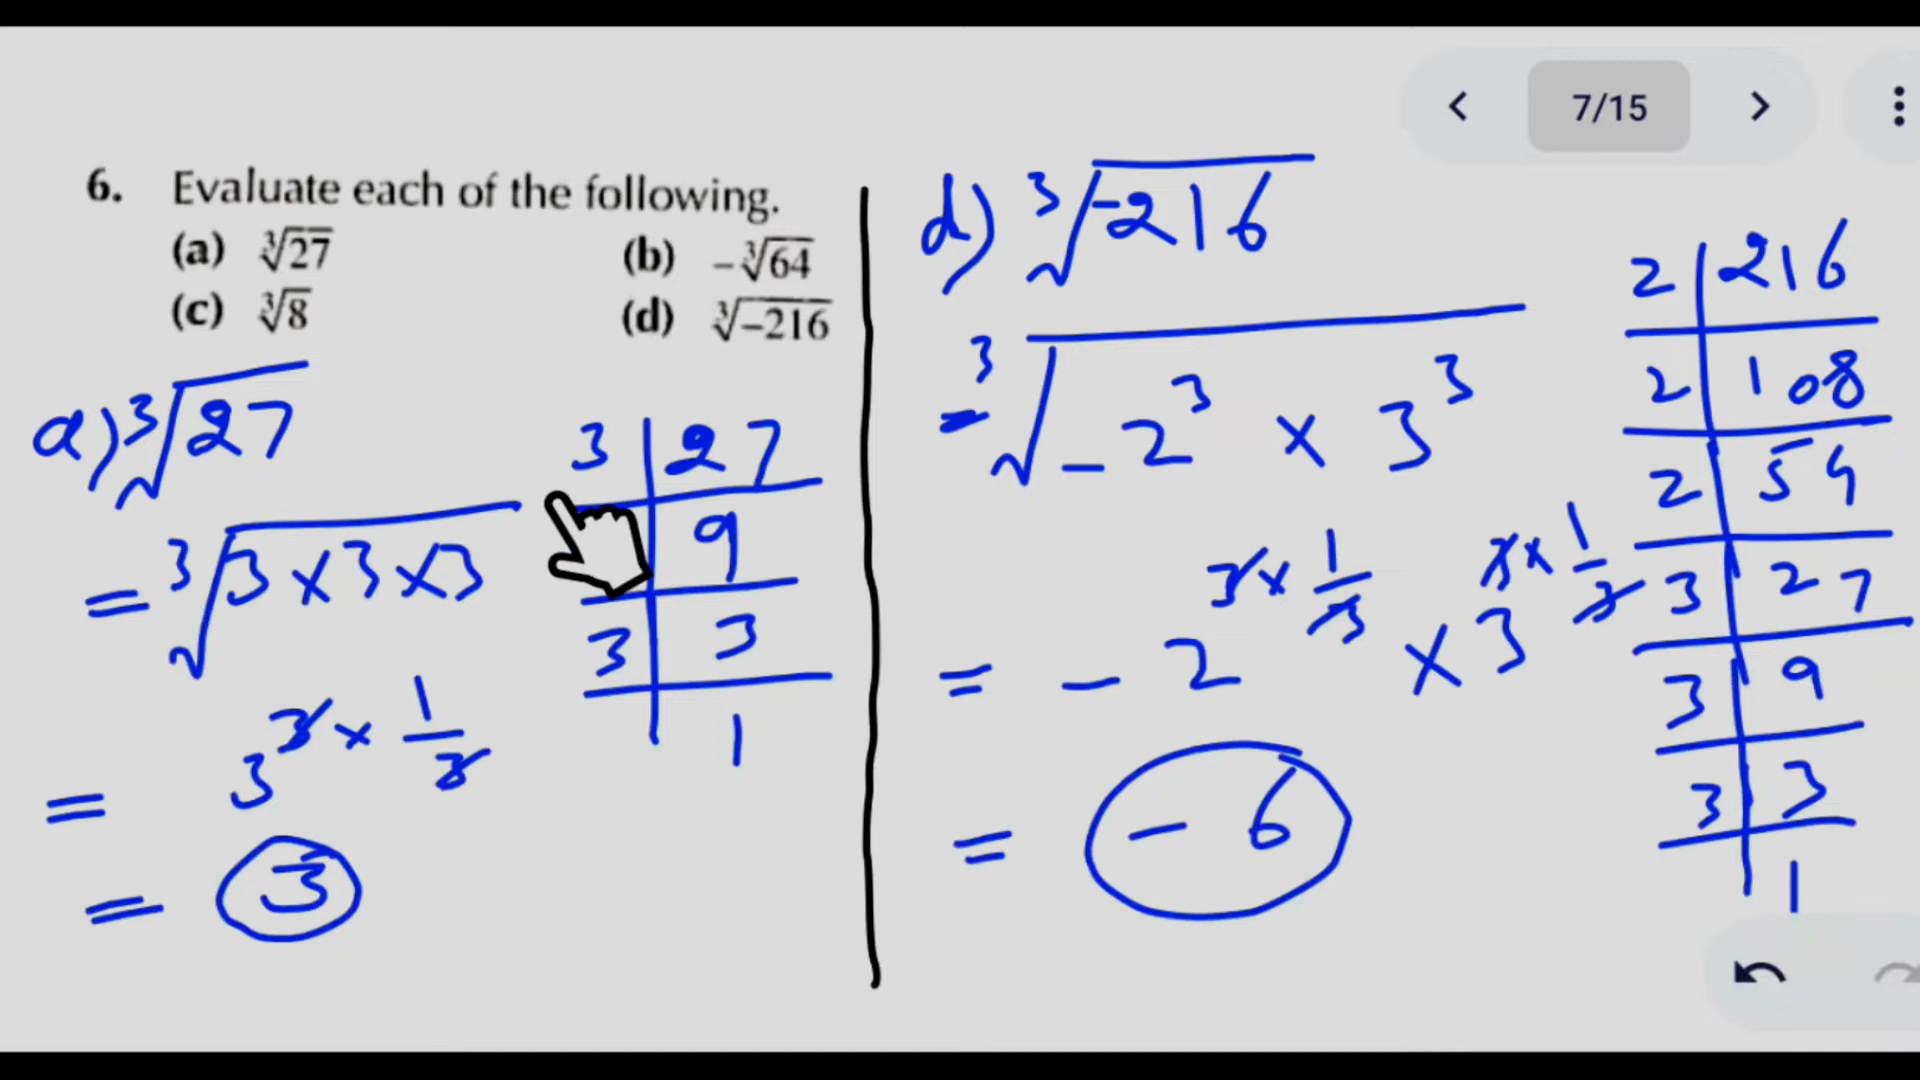 7/15
6. Evaluate each of the following.
(a) ∛27 (b) −∛64
(c) ∛8 (d) ∛−216
a) ∛27
= ∛3×3×3
= 3^(3×1/3)
= 3
3 | 27
9
3 | 3
1
d) ∛−216
= ∛−2³ × 3³
= −2^(3×1/3) × 3^(3×1/3)
= −6
2 | 216
2 | 108
2 | 54
3 | 27
3 | 9
3 | 3
1